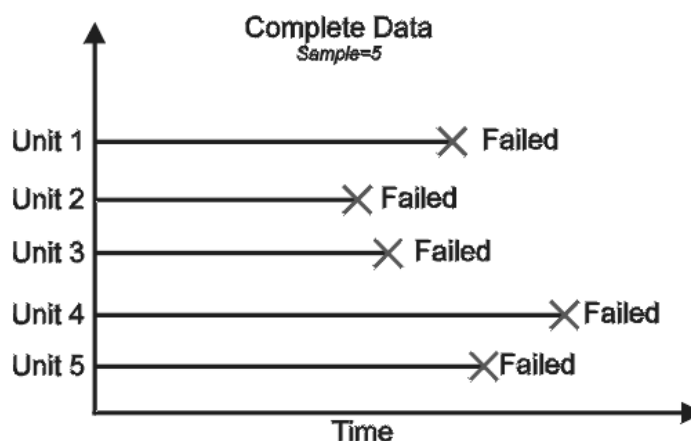 Complete Data
Sample=5
Unit 1 Failed
Unit 2 Failed
Unit 3 Failed
Unit 4 Failed
Unit 5 Failed
Time